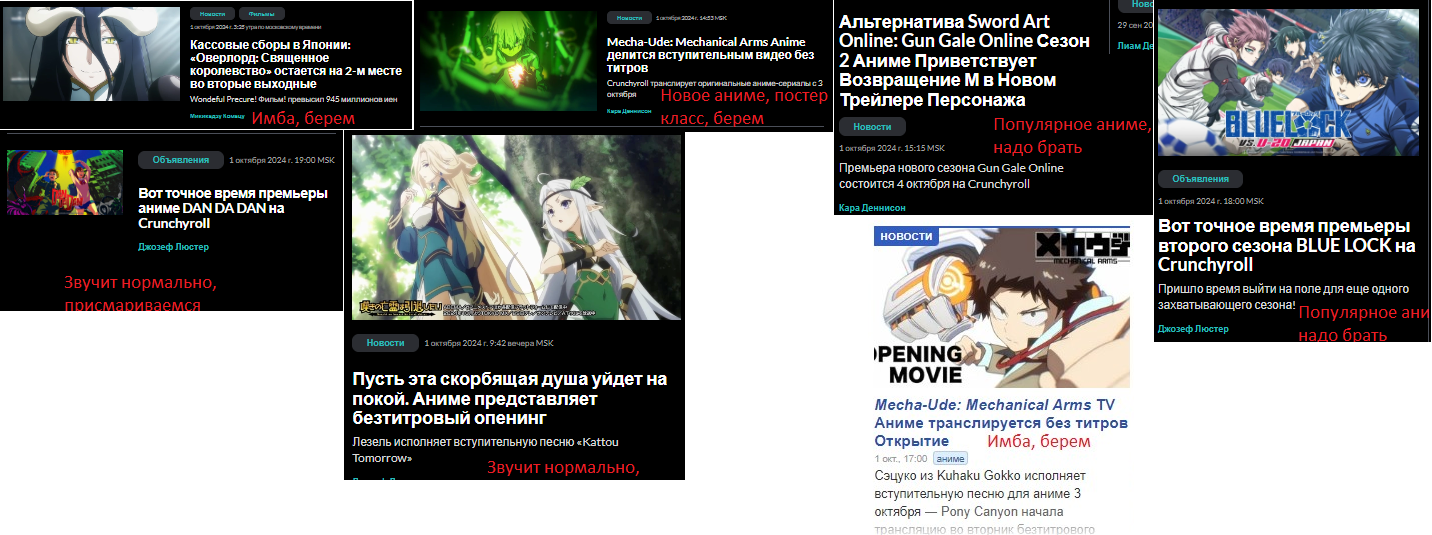 Новости Фильмы
1 октября 2024 г. 3:25 утра по московскому времени
Кассовые сборы в Японии:
«Оверлорд: Священное
королевство» остается на 2-м месте
во вторые выходные
Wondeful Precure! Фильм! превысил 945 миллионов иен
Микикадзу Комацу
Имба, берем
Новости 1 октября 2024 г. 14:53 MSK
Mecha-Ude: Mechanical Arms Anime
делится вступительным видео без
титров
Crunchyroll транслирует оригинальные аниме-сериалы с 3
октября
Кара Деннисон
Новое аниме, постер
класс, берем
Альтернатива Sword Art
Online: Gun Gale Online Сезон
2 Аниме Приветствует
Возвращение М в Новом
Трейлере Персонажа
Новости
1 октября 2024 г. 15:15 MSK
Популярное аниме,
надо брать
Премьера нового сезона Gun Gale Online
состоится 4 октября на Crunchyroll
Кара Деннисон
Ново
29 сен 20
Лиам Де
BLUELOCK
VS. U-20 JAPAN
Объявления
1 октября 2024 г. 18:00 MSK
Вот точное время премьеры
второго сезона BLUE LOCK на
Crunchyroll
Пришло время выйти на поле для еще одного
захватывающего сезона!
Джозеф Люстер
Популярное ани
надо брать
Объявления 1 октября 2024 г. 19:00 MSK
Вот точное время премьеры
аниме DAN DA DAN на
Crunchyroll
Джозеф Люстер
Звучит нормально,
присмариваемся
Новости 1 октября 2024 г. 9:42 вечера MSK
Пусть эта скорбящая душа уйдет на
покой. Аниме представляет
безтитровый опенинг
Лезель исполняет вступительную песню «Kattou
Tomorrow»
Звучит нормально,
НОВОСТИ
メカウデ
MECHANICAL ARMS
OPENING
MOVIE
Mecha-Ude: Mechanical Arms TV
Аниме транслируется без титров
Открытие
Имба, берем
1 окт., 17:00 аниме
Сэцуко из Kuhaku Gokko исполняет
вступительную песню для аниме 3
октября — Pony Canyon начала
трансляцию во вторник безтитрового